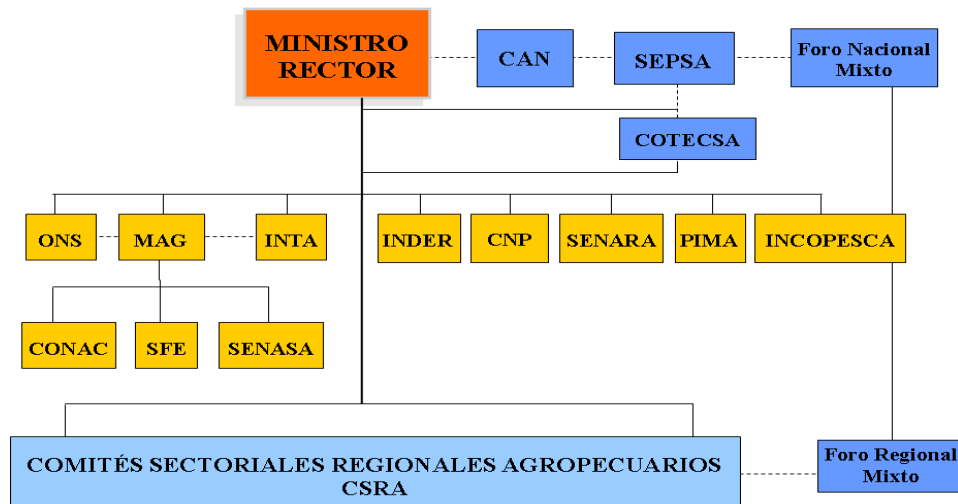 MINISTRO
RECTOR
CAN
SEPSA
Foro Nacional
Mixto
COTECSA
ONS
MAG
INTA
INDER
CNP
SENARA
PIMA
INCOPESCA
CONAC
SFE
SENASA
COMITÉS SECTORIALES REGIONALES AGROPECUARIOS
CSRA
Foro Regional
Mixto